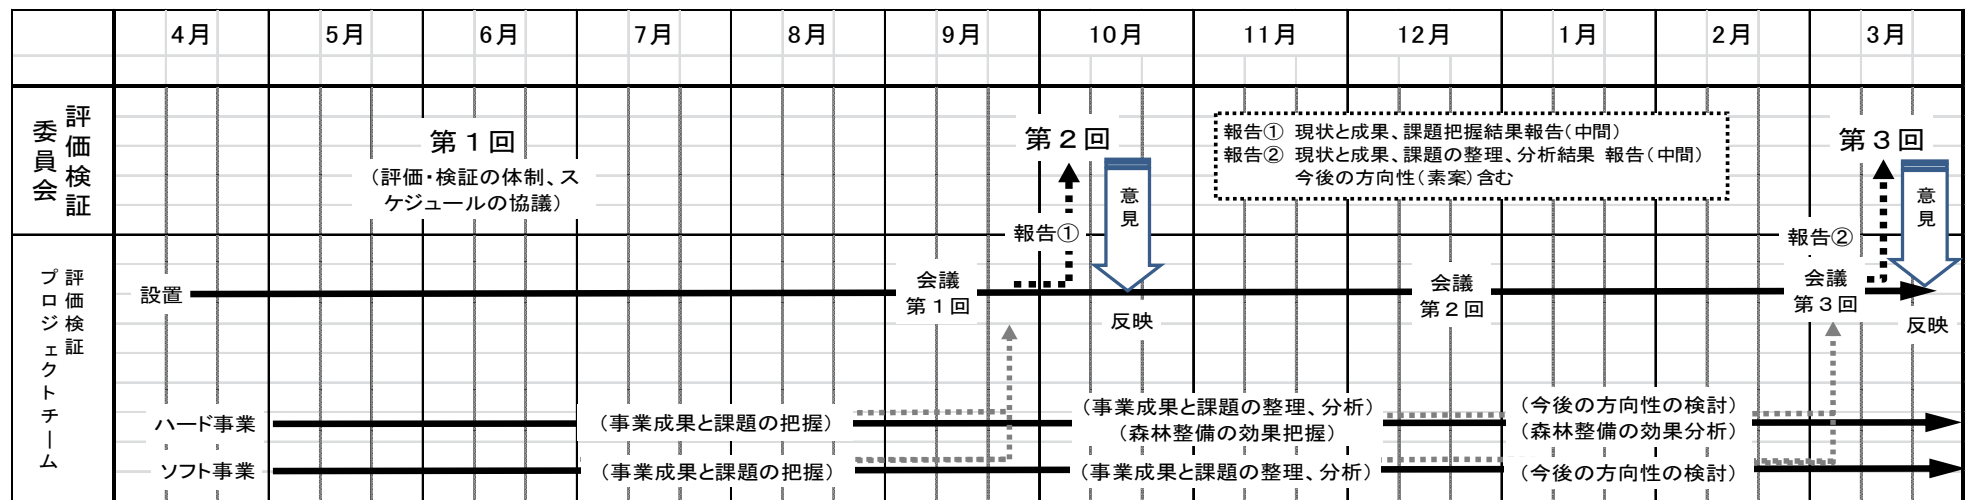 4月 5月 6月 7月 8月 9月 10月 11月 12月 1月 2月 3月
評価検証
委員会
第１回
（評価・検証の体制、ス
ケジュールの協議）
第２回
報告① 現状と成果、課題把握結果報告（中間）
報告② 現状と成果、課題の整理、分析結果 報告（中間）
今後の方向性（素案）含む
第３回
意見
意見
報告①
報告②
評価検証
プロジェクトチーム
設置
会議
第１回
反映
会議
第２回
会議
第３回
反映
ハード事業
（事業成果と課題の把握）
（事業成果と課題の整理、分析）
（森林整備の効果把握）
（今後の方向性の検討）
（森林整備の効果分析）
ソフト事業
（事業成果と課題の把握）
（事業成果と課題の整理、分析）
（今後の方向性の検討）